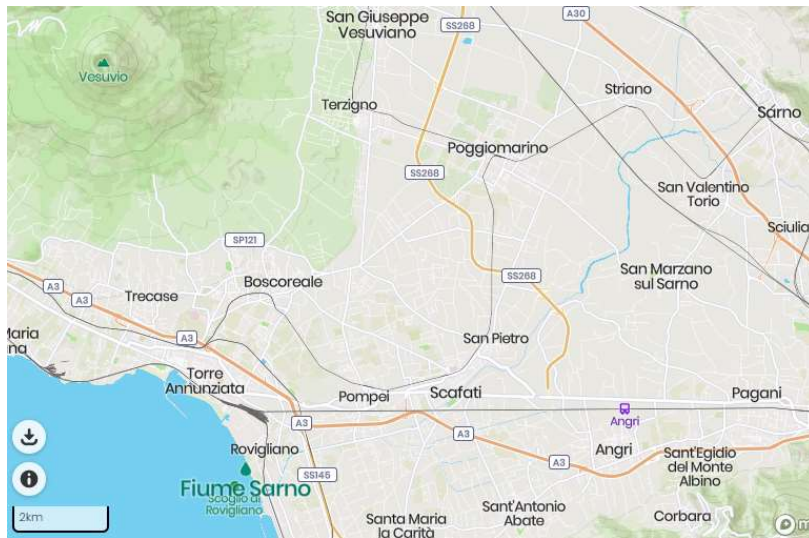 San Giuseppe
Vesuviano
SS268
A30
Vesuvio
Striano
Terzigno
Sarno
Poggiomarino
SS268
San Valentino
Torio
SP121
Sciulia
SS268
San Marzano
sul Sarno
Boscoreale
A3
Trecase
A3
A3
San Pietro
Maria
na
Torre
Annunziata
Pompei
Scafati
Pagani
Angri
A3
A3
Rovigliano
Angri
Sant'Egidio
del Monte
Albino
A3
SS145
Fiume Sarno
Scoglio di
Rovigliano
Sant'Antonio
Abate
2km
Santa Maria
la Carità
Corbara
m